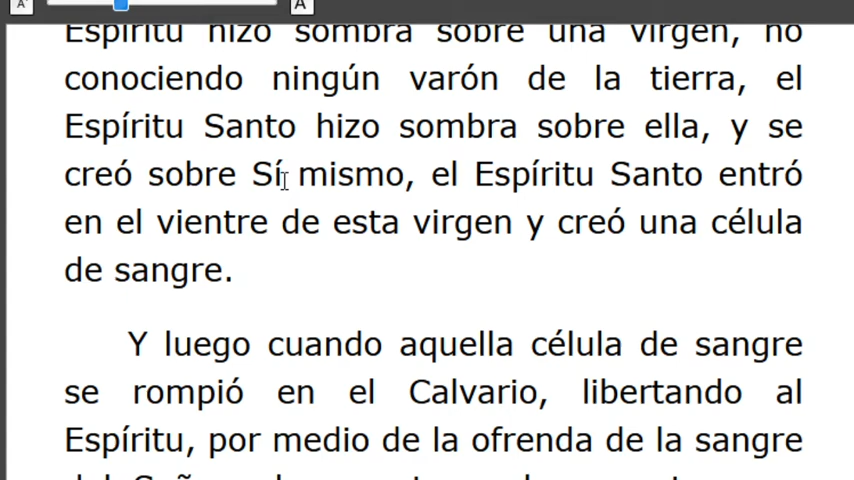 A
A
Espíritu hizo sombra sobre una virgen, no
conociendo ningún varón de la tierra, el
Espíritu Santo hizo sombra sobre ella, y se
creó sobre Sí mismo, el Espíritu Santo entró
en el vientre de esta virgen y creó una célula
de sangre.
Y luego cuando aquella célula de sangre
se rompió en el Calvario, libertando al
Espíritu, por medio de la ofrenda de la sangre